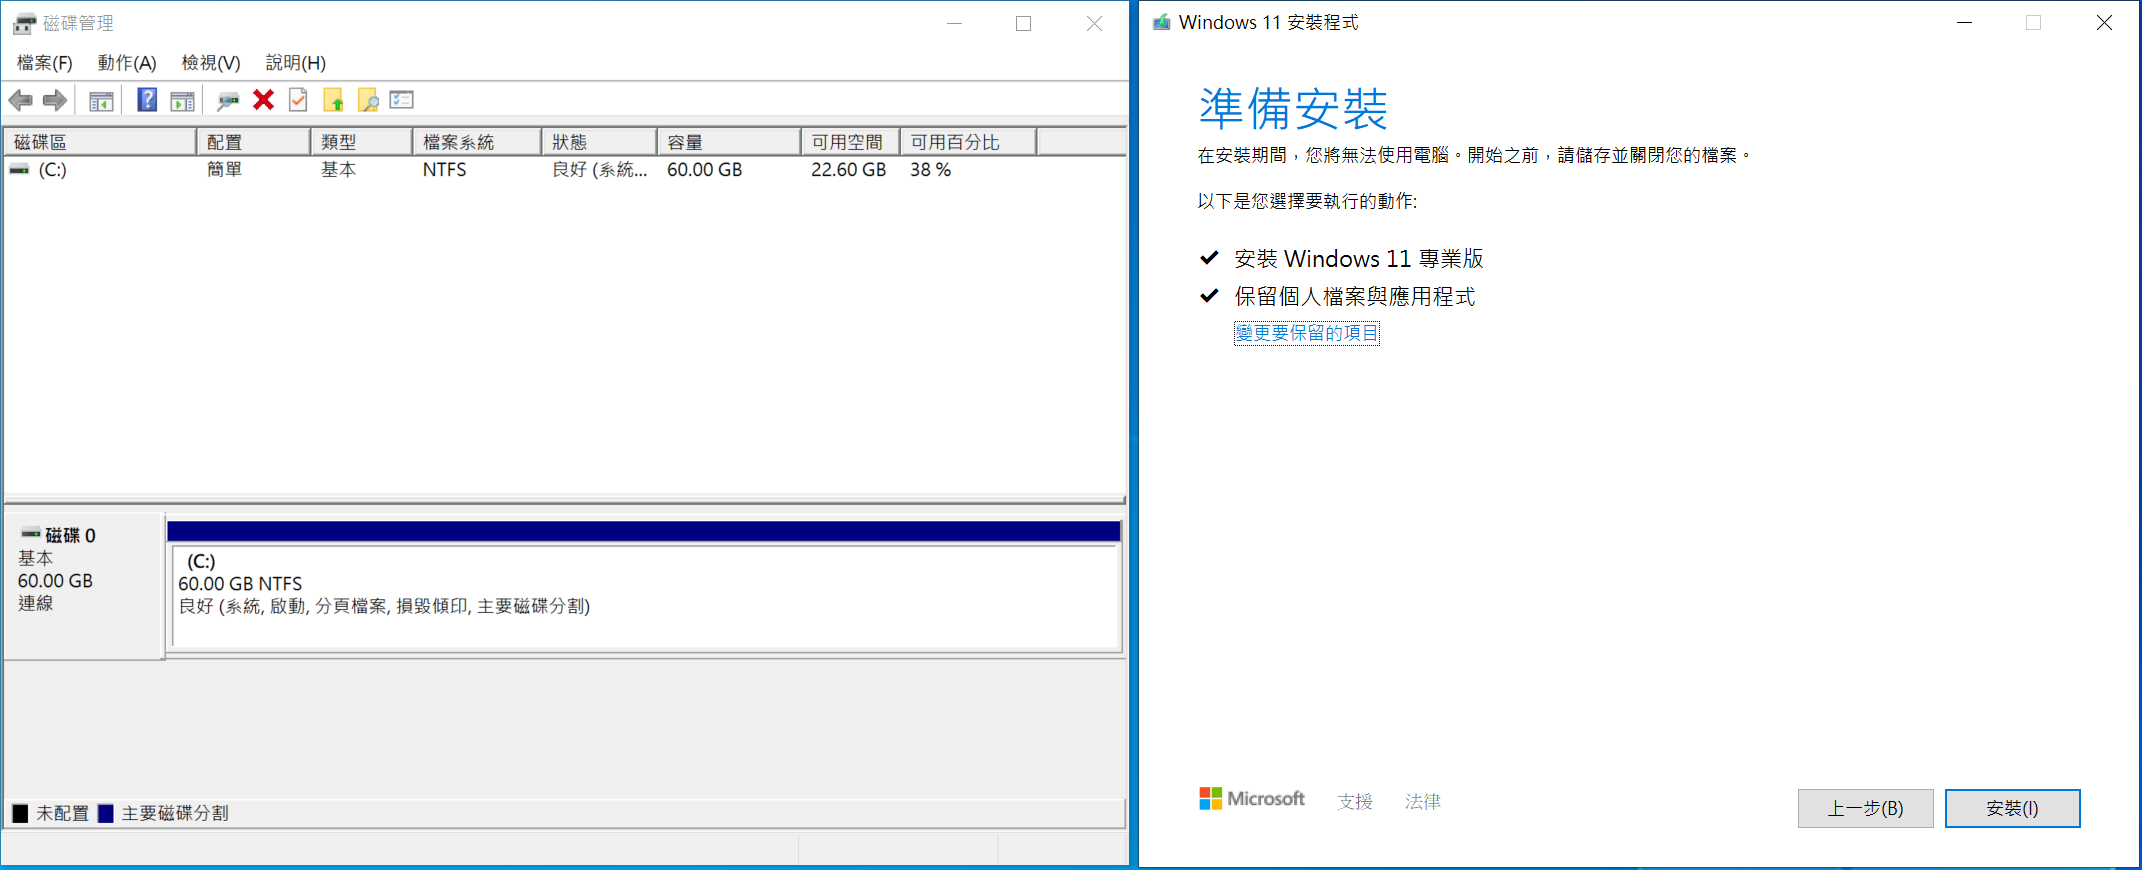 磁碟管理
檔案(F) 動作(A) 檢視(V) 說明(H)
磁碟區 配置 類型 檔案系統 狀態 容量 可用空間 可用百分比
(C:) 簡單 基本 NTFS 良好 (系統... 60.00 GB 22.60 GB 38 %
磁碟 0
基本
60.00 GB
連線
(C:)
60.00 GB NTFS
良好 (系統, 啟動, 分頁檔案, 損毀傾印, 主要磁碟分割)
未配置 主要磁碟分割
Windows 11 安裝程式
準備安裝
在安裝期間，您將無法使用電腦。開始之前，請儲存並關閉您的檔案。
以下是您選擇要執行的動作:
安裝 Windows 11 專業版
保留個人檔案與應用程式
變更要保留的項目
Microsoft 支援 法律
上一步(B) 安裝(I)